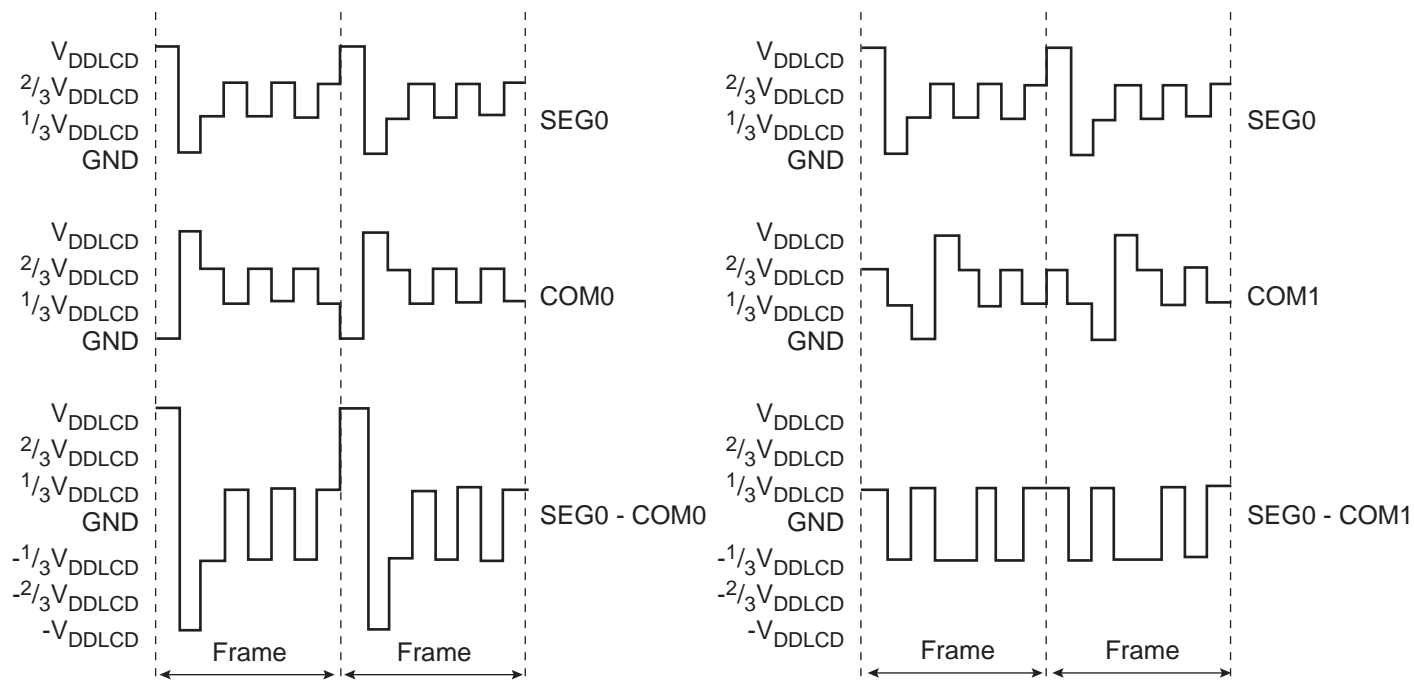 VDDLCD
2/3VDDLCD
1/3VDDLCD
GND
SEG0
VDDLCD
2/3VDDLCD
1/3VDDLCD
GND
COM0
VDDLCD
2/3VDDLCD
1/3VDDLCD
GND
-1/3VDDLCD
-2/3VDDLCD
-VDDLCD
SEG0 - COM0
Frame
Frame
VDDLCD
2/3VDDLCD
1/3VDDLCD
GND
SEG0
VDDLCD
2/3VDDLCD
1/3VDDLCD
GND
COM1
VDDLCD
2/3VDDLCD
1/3VDDLCD
GND
-1/3VDDLCD
-2/3VDDLCD
-VDDLCD
SEG0 - COM1
Frame
Frame